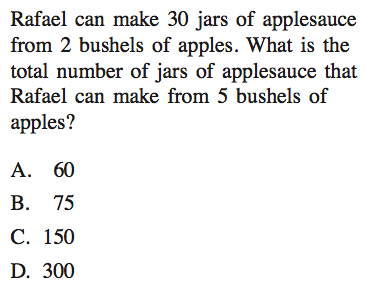 Rafael can make 30 jars of applesauce
from 2 bushels of apples. What is the
total number of jars of applesauce that
Rafael can make from 5 bushels of
apples?
A. 60
B. 75
C. 150
D. 300